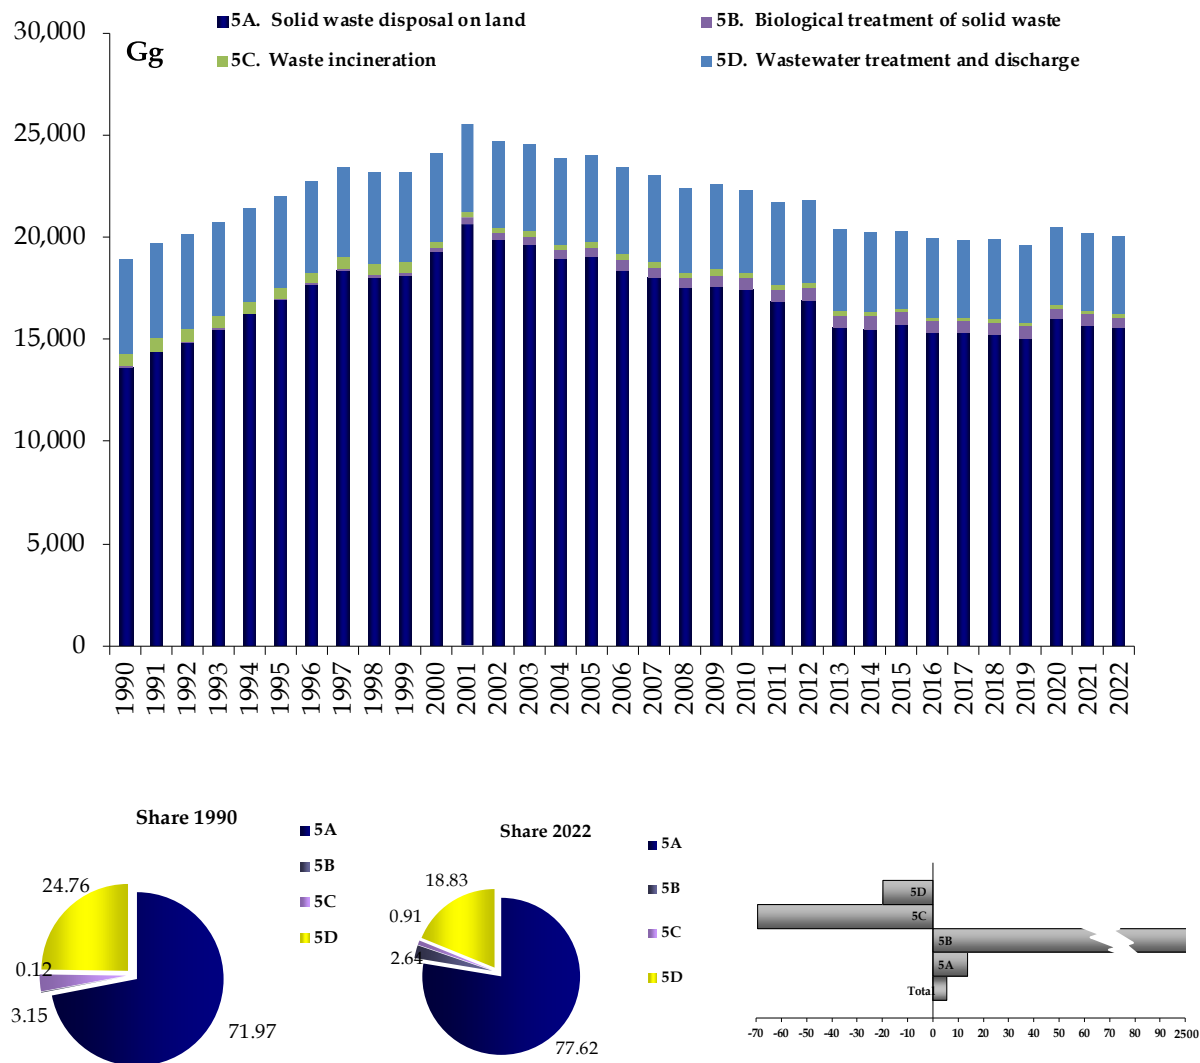 5A. Solid waste disposal on land
5B. Biological treatment of solid waste
5C. Waste incineration
5D. Wastewater treatment and discharge
Gg
30,000
25,000
20,000
15,000
10,000
5,000
0
1990 1991 1992 1993 1994 1995 1996 1997 1998 1999 2000 2001 2002 2003 2004 2005 2006 2007 2008 2009 2010 2011 2012 2013 2014 2015 2016 2017 2018 2019 2020 2021 2022
Share 1990
5A
5B
5C
5D
24.76
0.12
3.15
71.97
Share 2022
5A
5B
5C
5D
18.83
0.91
2.64
77.62
5D
5C
5B
5A
Total
-70 -60 -50 -40 -30 -20 -10 0 10 20 30 40 50 60 70 80 90 2500